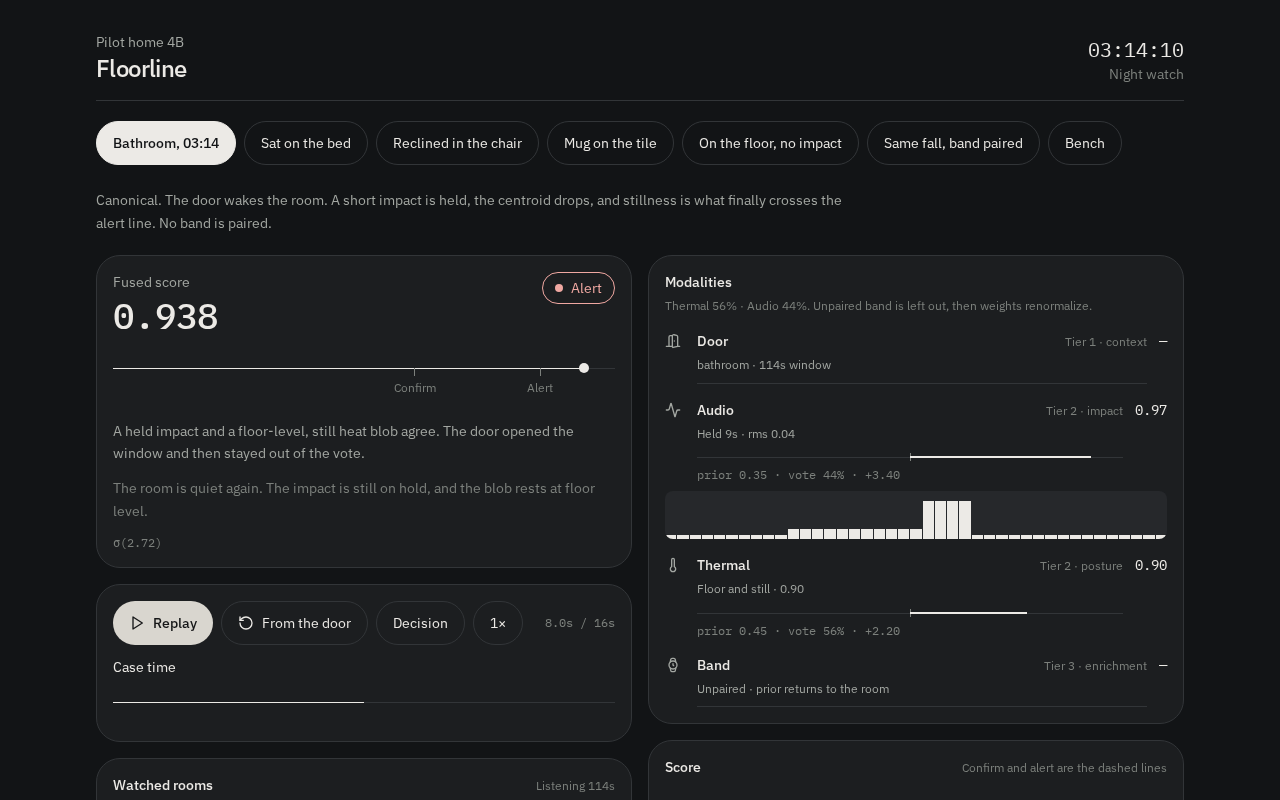 Pilot home 4B
Floorline
03:14:10
Night watch
Bathroom, 03:14
Sat on the bed
Reclined in the chair
Mug on the tile
On the floor, no impact
Same fall, band paired
Bench
Canonical. The door wakes the room. A short impact is held, the centroid drops, and stillness is what finally crosses the
alert line. No band is paired.
Fused score
0.938
Alert
Confirm
Alert
A held impact and a floor-level, still heat blob agree. The door opened the
window and then stayed out of the vote.
The room is quiet again. The impact is still on hold, and the blob rests at floor
level.
σ(2.72)
Replay
From the door
Decision
1×
8.0s / 16s
Case time
Watched rooms
Listening 114s
Modalities
Thermal 56% · Audio 44%. Unpaired band is left out, then weights renormalize.
Door
Tier 1 · context
—
bathroom · 114s window
Audio
Tier 2 · impact
0.97
Held 9s · rms 0.04
prior 0.35 · vote 44% · +3.40
Thermal
Tier 2 · posture
0.90
Floor and still · 0.90
prior 0.45 · vote 56% · +2.20
Band
Tier 3 · enrichment
—
Unpaired · prior returns to the room
Score
Confirm and alert are the dashed lines